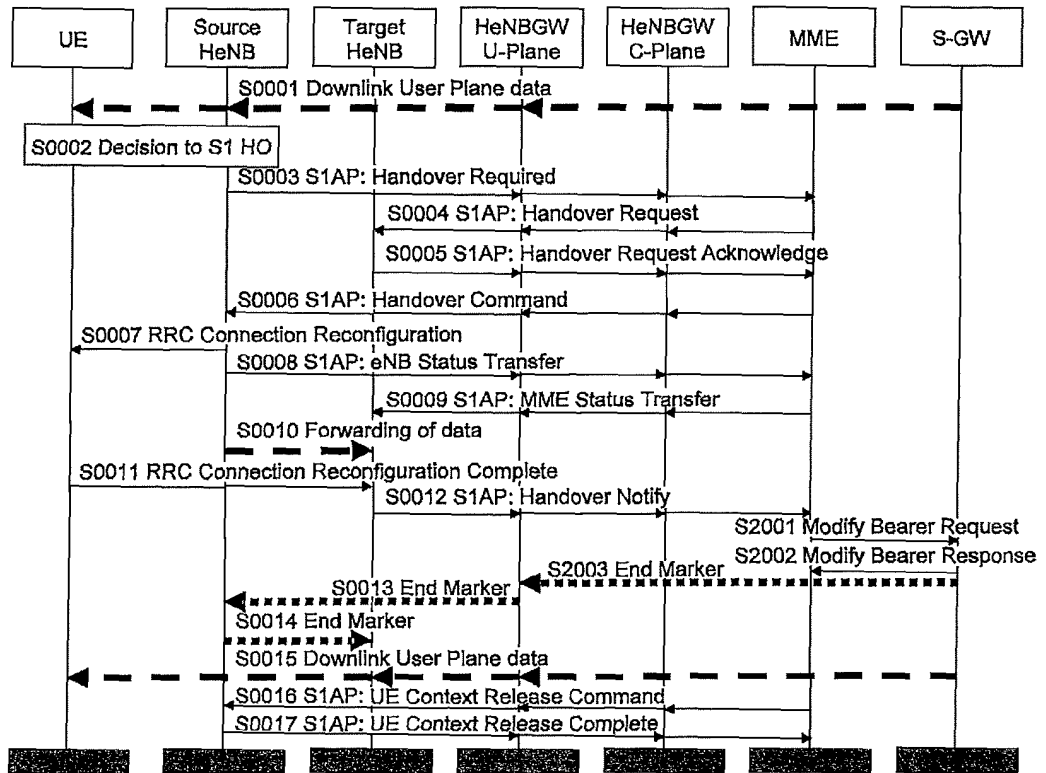 UE
Source
HeNB
Target
HeNB
HeNBGW
U-Plane
HeNBGW
C-Plane
MME
S-GW
S0001 Downlink User Plane data
S0002 Decision to S1 HO
S0003 S1AP: Handover Required
S0004 S1AP: Handover Request
S0005 S1AP: Handover Request Acknowledge
S0006 S1AP: Handover Command
S0007 RRC Connection Reconfiguration
S0008 S1AP: eNB Status Transfer
S0009 S1AP: MME Status Transfer
S0010 Forwarding of data
S0011 RRC Connection Reconfiguration Complete
S0012 S1AP: Handover Notify
S2001 Modify Bearer Request
S2002 Modify Bearer Response
S2003 End Marker
S0013 End Marker
S0014 End Marker
S0015 Downlink User Plane data
S0016 S1AP: UE Context Release Command
S0017 S1AP: UE Context Release Complete